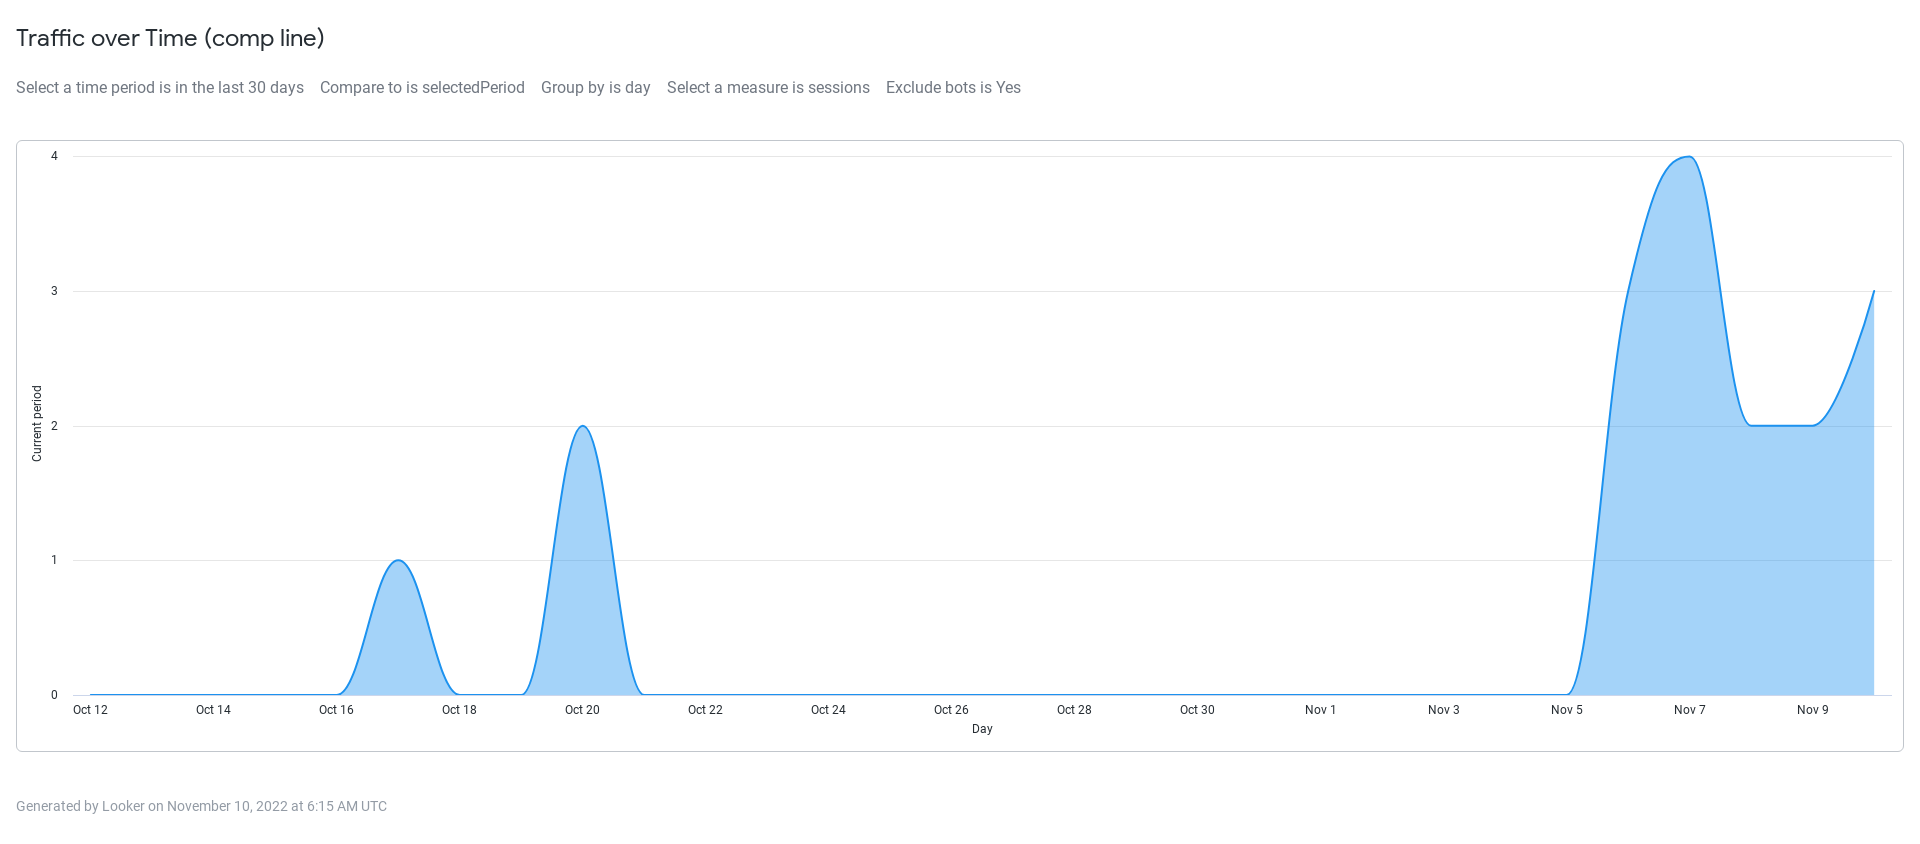 Traffic over Time (comp line)
Select a time period is in the last 30 days Compare to is selectedPeriod Group by is day Select a measure is sessions Exclude bots is Yes
4
3
2
1
0
Current period
Oct 12 Oct 14 Oct 16 Oct 18 Oct 20 Oct 22 Oct 24 Oct 26 Oct 28 Oct 30 Nov 1 Nov 3 Nov 5 Nov 7 Nov 9
Day
Generated by Looker on November 10, 2022 at 6:15 AM UTC